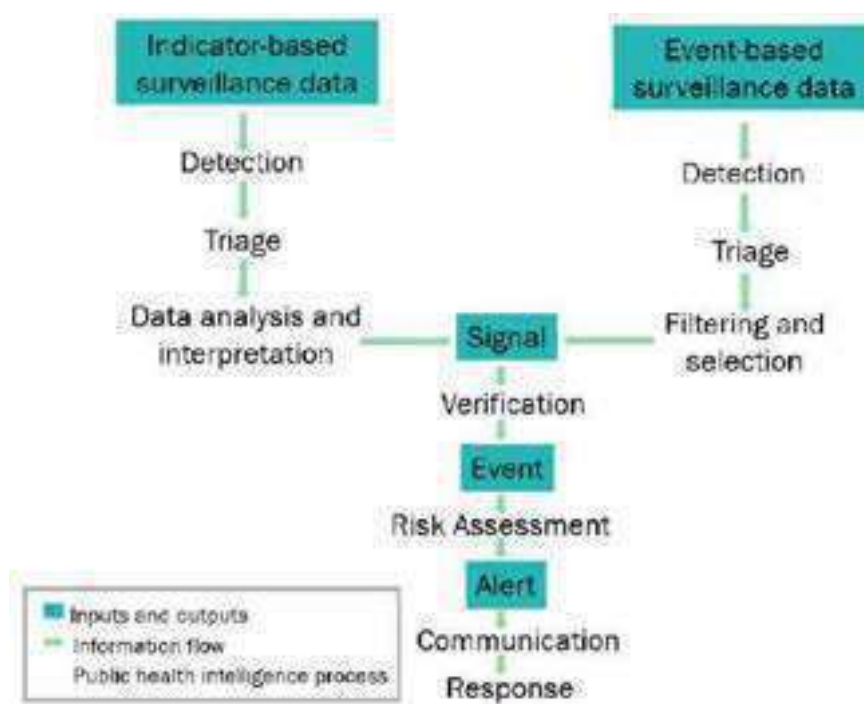 Indicator-based
surveillance data
Event-based
surveillance data
Detection
Detection
Triage
Triage
Data analysis and
interpretation
Signal
Filtering and
selection
Verification
Event
Risk Assessment
Alert
Communication
Response
Inputs and outputs
Information flow
Public health intelligence process